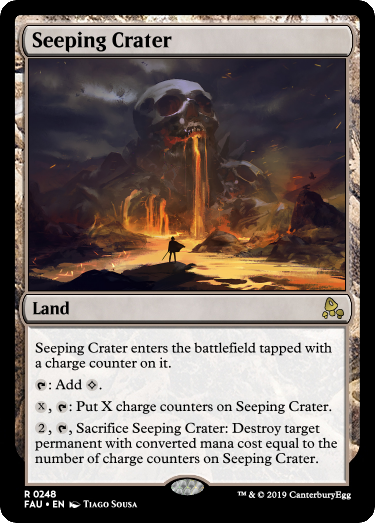 Seeping Crater
Land
Seeping Crater enters the battlefield tapped with
a charge counter on it.
: Add .
X, : Put X charge counters on Seeping Crater.
2, , Sacrifice Seeping Crater: Destroy target
permanent with converted mana cost equal to the
number of charge counters on Seeping Crater.
R 0248
FAU • EN Tiago Sousa
™ & © 2019 CanterburyEgg